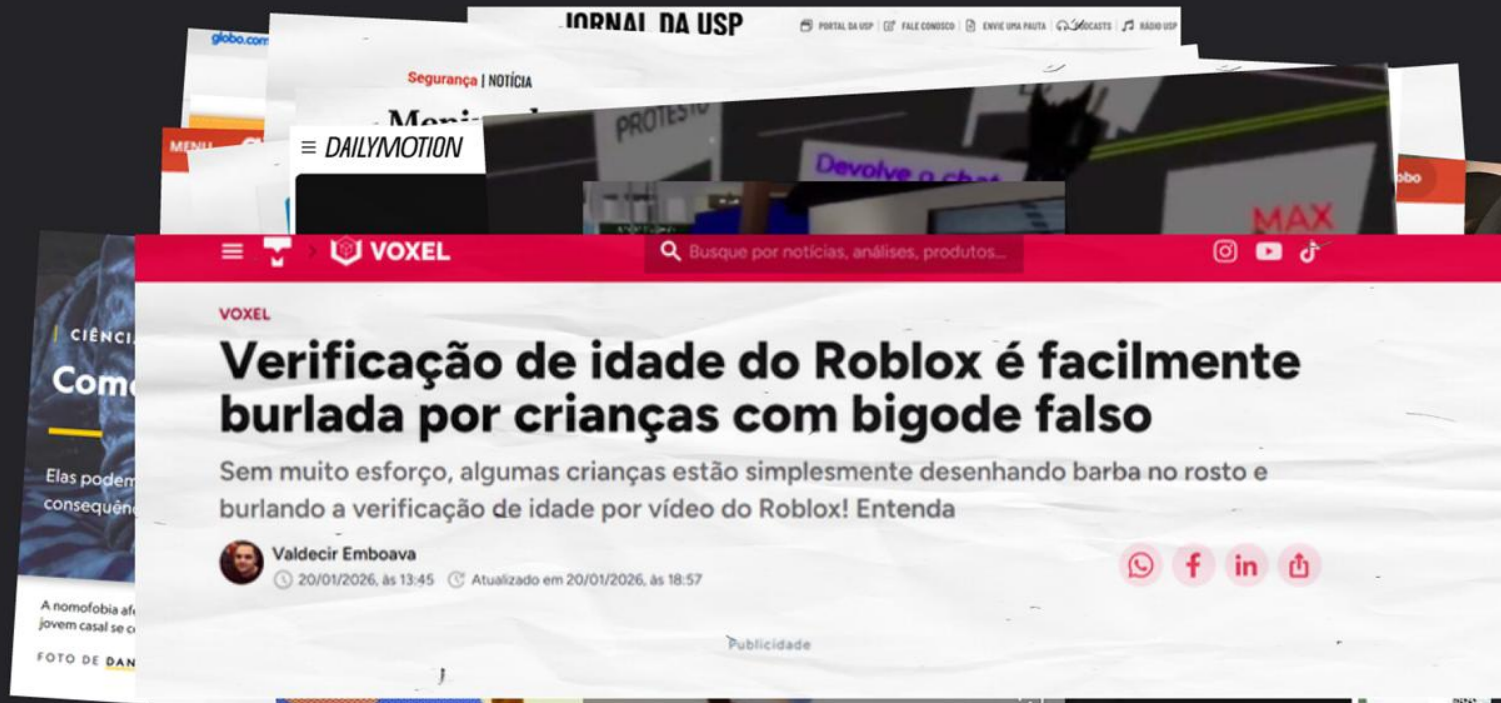 JORNAL DA USP
PORTAL DA USP | FALE CONOSCO | ENVIE UMA PAUTA | PODCASTS | RÁDIO USP
globo.com
Segurança | NOTÍCIA
MENU
DAILYMOTION
PROTESTO
Devolve o chat
MAX
VOXEL
Busque por notícias, análises, produtos...
VOXEL
Verificação de idade do Roblox é facilmente
burlada por crianças com bigode falso
Sem muito esforço, algumas crianças estão simplesmente desenhando barba no rosto e
burlando a verificação de idade por vídeo do Roblox! Entenda
Valdecir Emboava
20/01/2026, às 13:45 Atualizado em 20/01/2026, às 18:57
Publicidade
Elas podem
A nomofobia
jovem casal se
FOTO DE